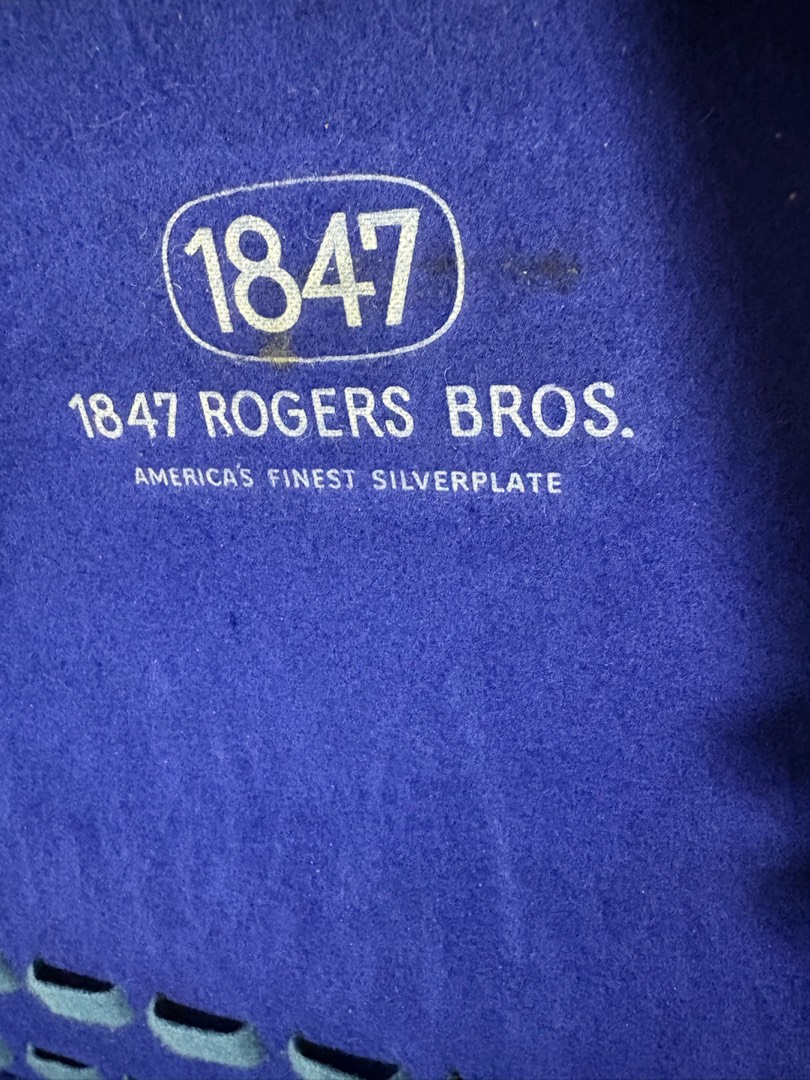 1847
1847 ROGERS BROS.
AMERICA'S FINEST SILVERPLATE